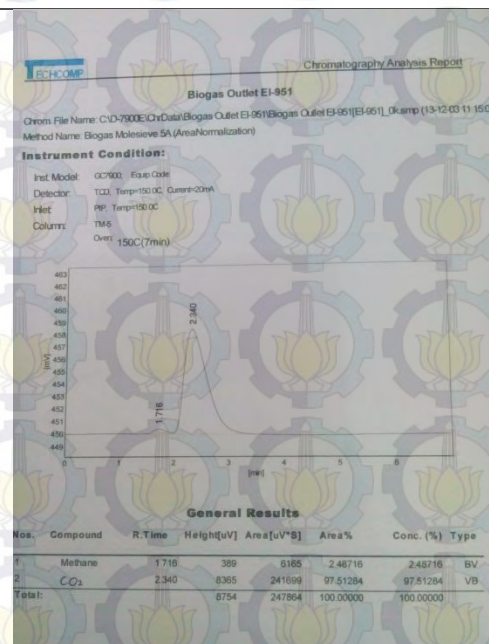 TECHCOMP
Chromatography Analysis Report
Biogas Outlet El-951
Chrom. File Name: C:\D-7900E\ChrData\Biogas Outlet El-951\Biogas Outlet El-951[El-951]_0k.smp (13-12-03 11:15:0
Method Name: Biogas Molesieve 5A (AreaNormalization)
Instrument Condition:
Inst. Model: GC7900, Equip.Code
Detector: TCD, Temp=150.0C, Current=20mA
Inlet: PIP, Temp=150.0C
Column: TM-5
Oven: 150C(7min)
463
462
461
460
459
458
457
456
455
454
453
452
451
450
449
[mV]
1.716
2.340
0 1 2 3 4 5 6
[min]
General Results
Nos. Compound R.Time Height[uV] Area[uV*S] Area% Conc. (%) Type
1 Methane 1.716 389 6165 2.48716 2.48716 BV
2 CO2 2.340 8365 241699 97.51284 97.51284 VB
Total: 8754 247864 100.00000 100.00000